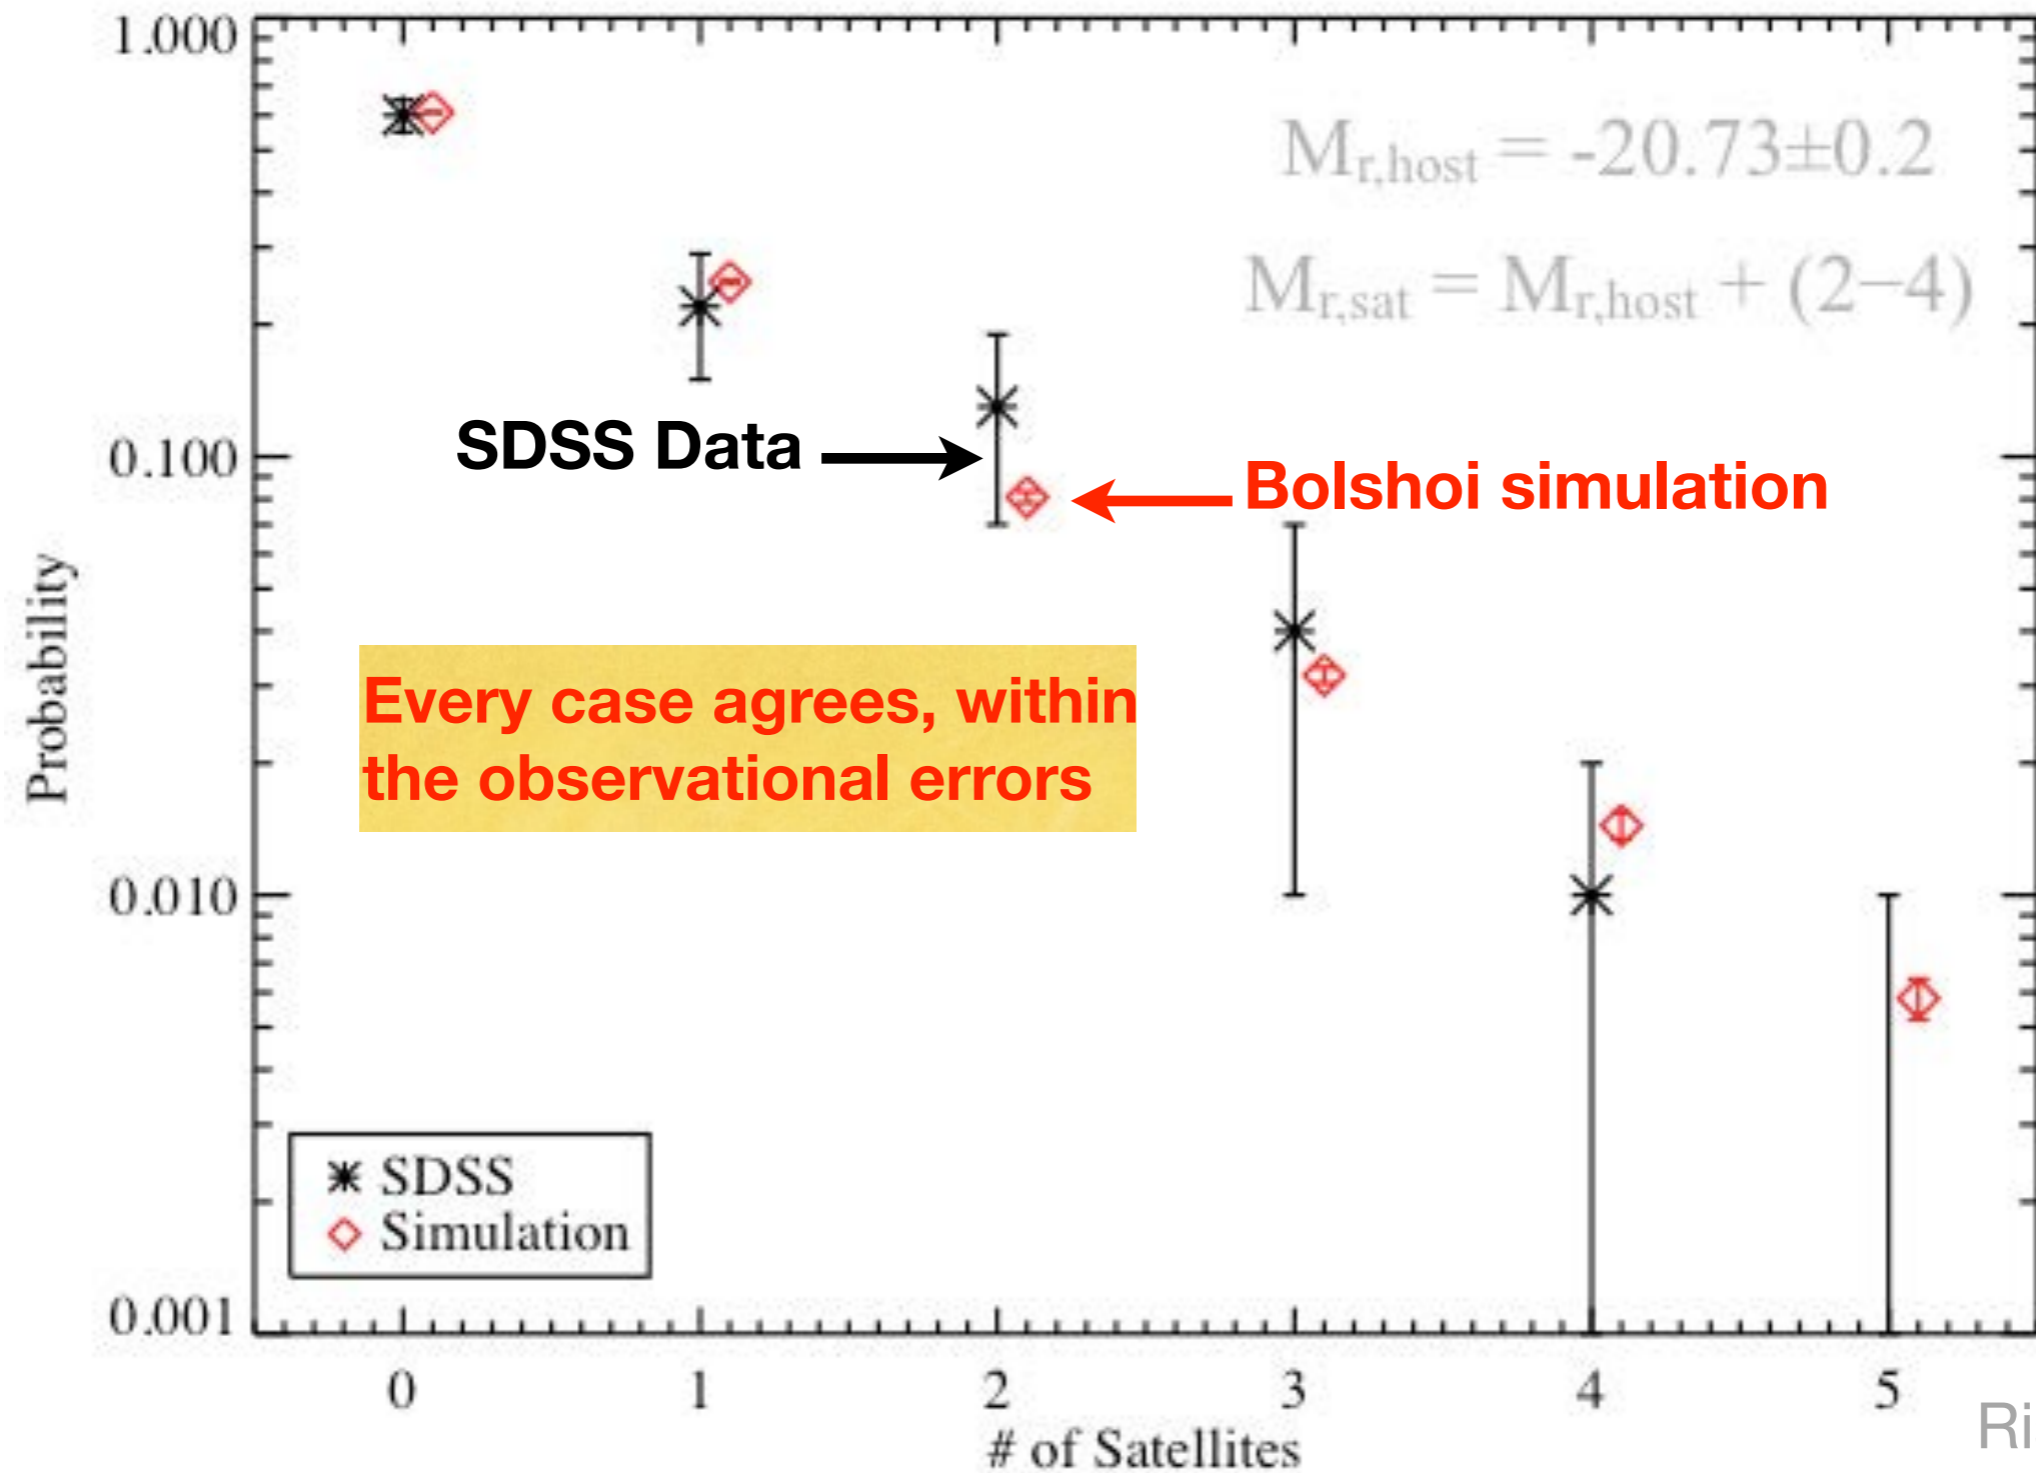 1.000
0.100
0.010
0.001
Probability
M_r,host = -20.73±0.2
M_r,sat = M_r,host + (2−4)
SDSS Data
Bolshoi simulation
Every case agrees, within
the observational errors
SDSS
Simulation
0 1 2 3 4 5
# of Satellites
Ri